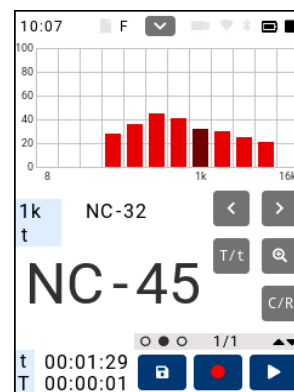 10:07 F
100
80
60
40
20
0
8 1k 16k
1k NC-32 < >
t
T/t
NC-45
C/R
1/1
t 00:01:29
T 00:00:01